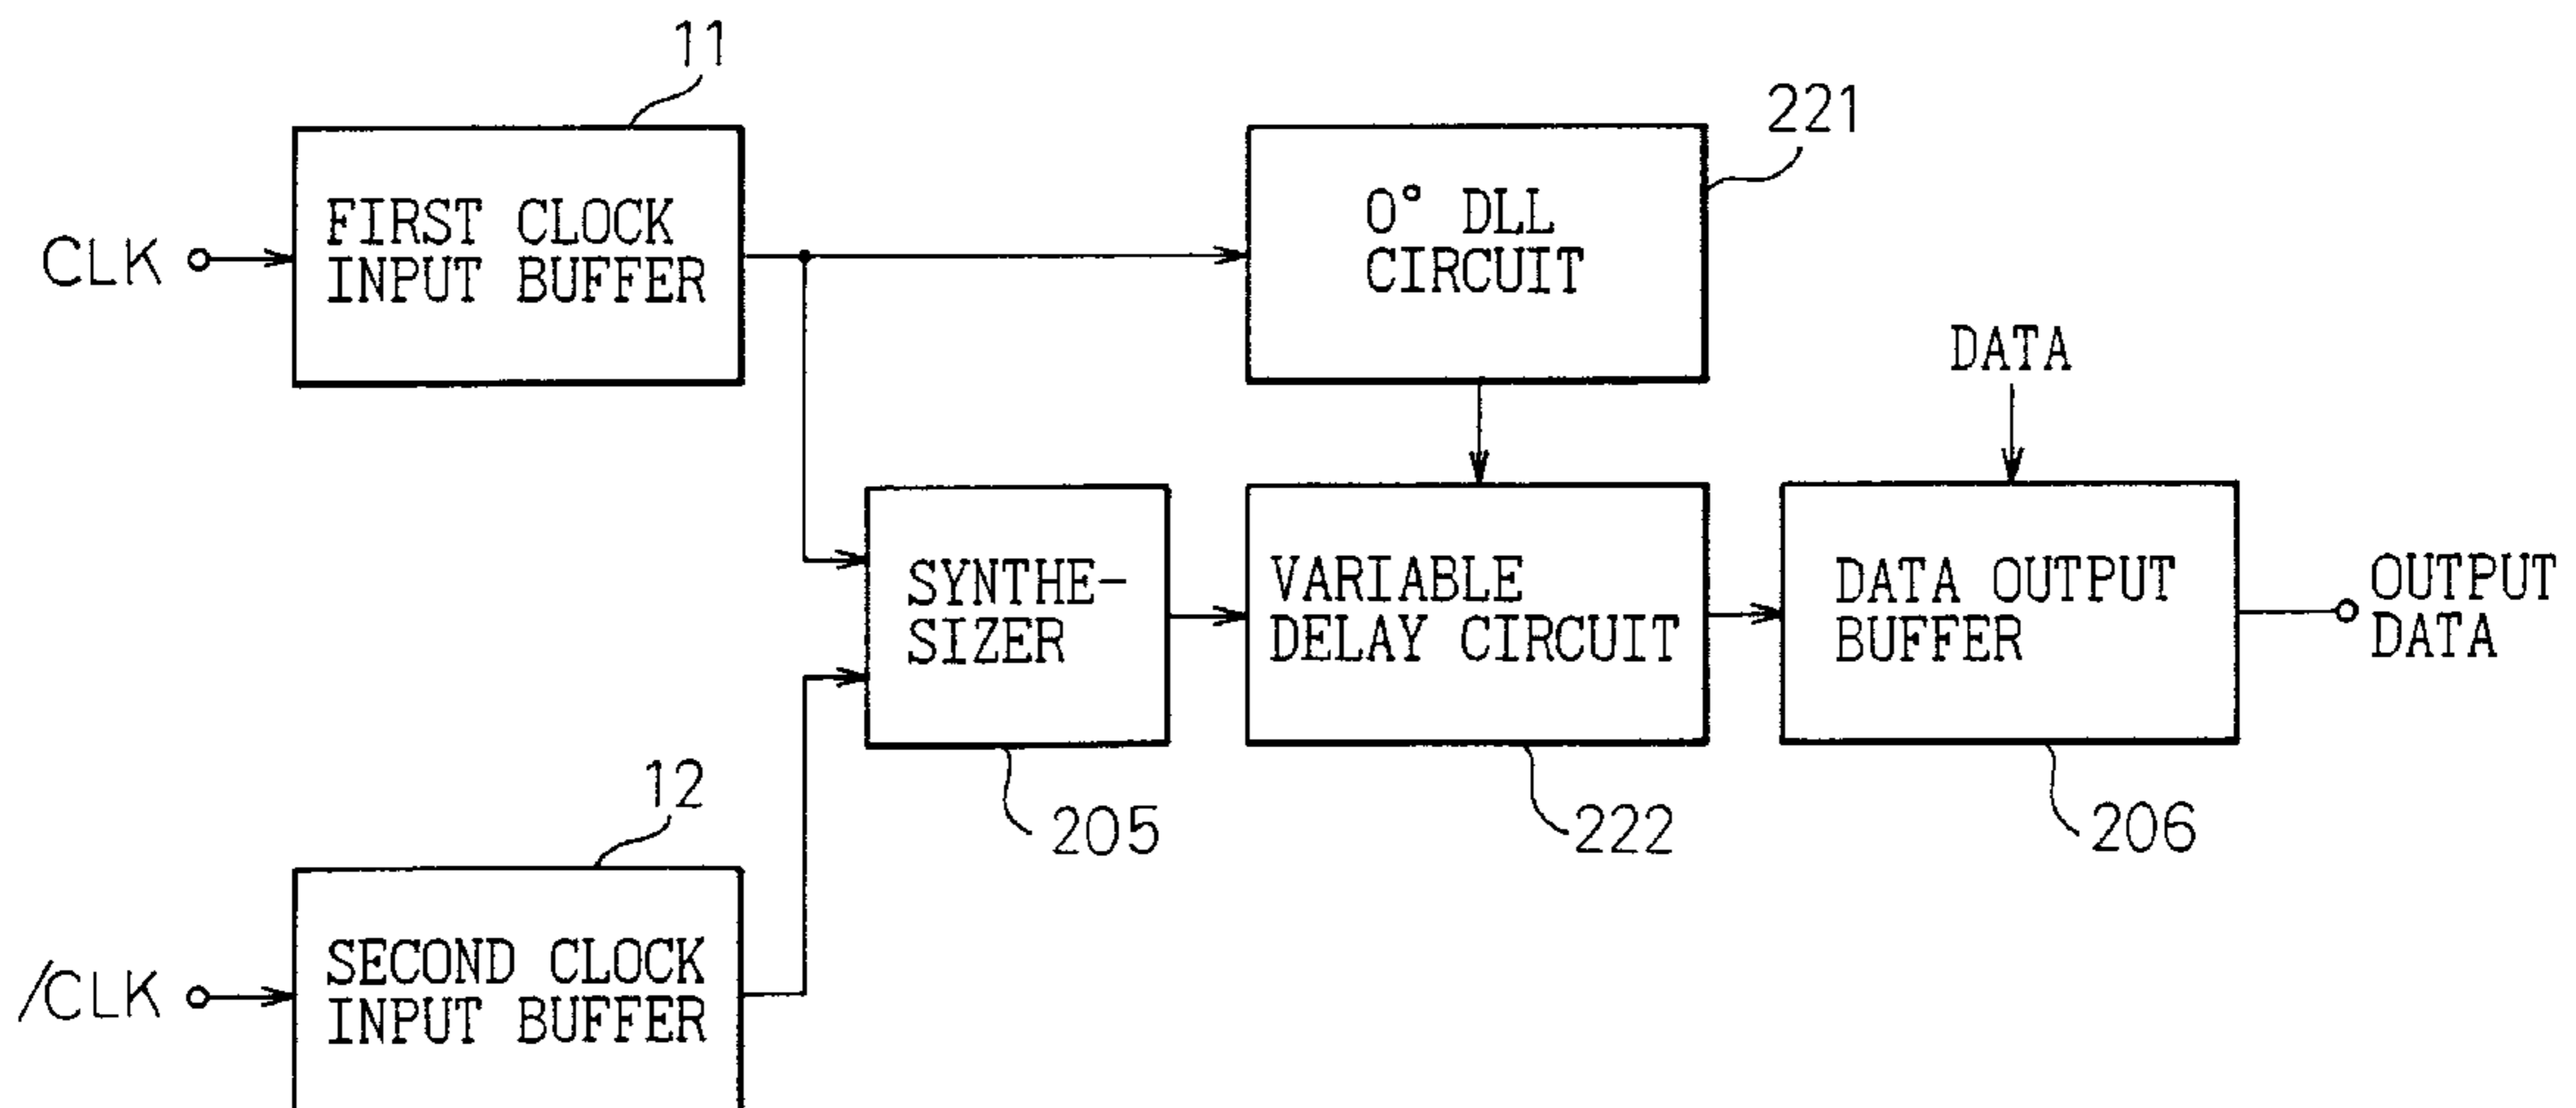 11
221
CLK
FIRST CLOCK
INPUT BUFFER
0° DLL
CIRCUIT
DATA
SYNTHE-
SIZER
VARIABLE
DELAY CIRCUIT
DATA OUTPUT
BUFFER
OUTPUT
DATA
12
205
222
206
/CLK
SECOND CLOCK
INPUT BUFFER